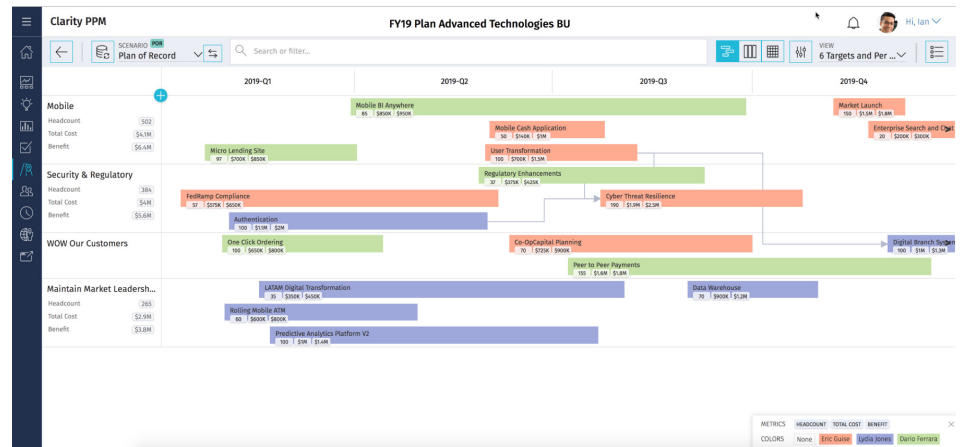 Clarity PPM
FY19 Plan Advanced Technologies BU
Hi, Ian
SCENARIO POR
Plan of Record
Search or filter...
VIEW
6 Targets and Per ...
2019-Q1 2019-Q2 2019-Q3 2019-Q4
Mobile
Headcount 502
Total Cost $4.1M
Benefit $6.4M
Mobile BI Anywhere
85 $850K $950K
Market Launch
150 $1.5M $1.8M
Mobile Cash Application
50 $140K $1M
Enterprise Search and Chat
20 $200K $300K
Micro Lending Site
97 $700K $850K
User Transformation
100 $700K $1.5M
Security & Regulatory
Headcount 384
Total Cost $4M
Benefit $5.6M
Regulatory Enhancements
37 $375K $425K
FedRamp Compliance
57 $575K $650K
Cyber Threat Resilience
190 $1.9M $2.5M
Authentication
100 $1.1M $2M
WOW Our Customers
One Click Ordering
100 $650K $800K
Co-OpCapital Planning
70 $725K $900K
Digital Branch System
100 $1M $1.3M
Peer to Peer Payments
155 $1.6M $1.8M
Maintain Market Leadersh...
Headcount 265
Total Cost $2.9M
Benefit $3.8M
LATAM Digital Transformation
35 $350K $450K
Data Warehouse
70 $900K $1.2M
Rolling Mobile ATM
60 $600K $800K
Predictive Analytics Platform V2
100 $1M $1.4M
METRICS HEADCOUNT TOTAL COST BENEFIT
COLORS None Eric Guise Lydia Jones Dario Ferrara